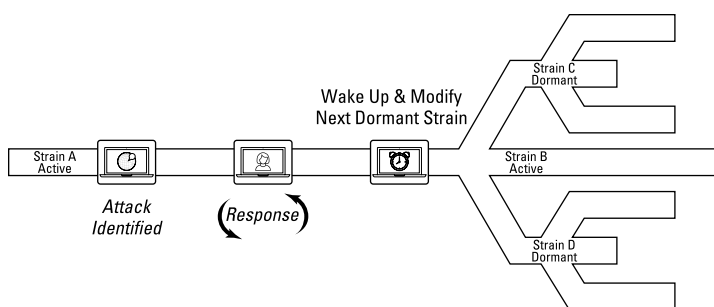 Strain A
Active
Attack
Identified
Response
Wake Up & Modify
Next Dormant Strain
Strain C
Dormant
Strain B
Active
Strain D
Dormant